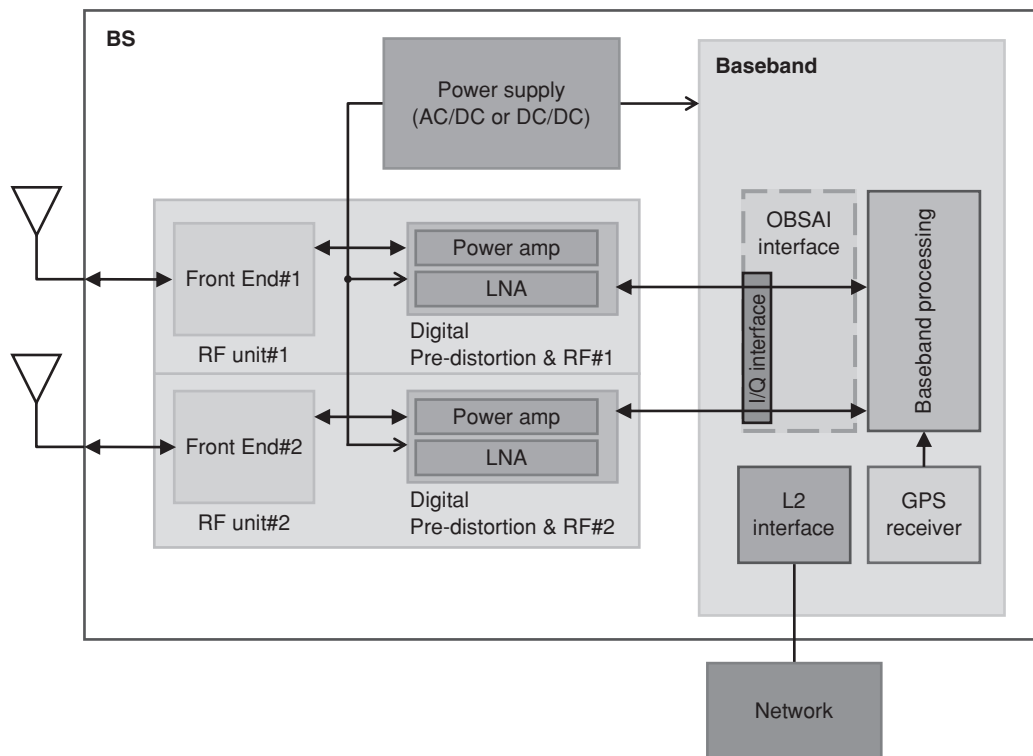 BS
Power supply
(AC/DC or DC/DC)
Baseband
OBSAI
interface
I/Q interface
Baseband processing
Front End#1
Power amp
LNA
RF unit#1
Digital
Pre-distortion & RF#1
Front End#2
Power amp
LNA
RF unit#2
Digital
Pre-distortion & RF#2
L2
interface
GPS
receiver
Network